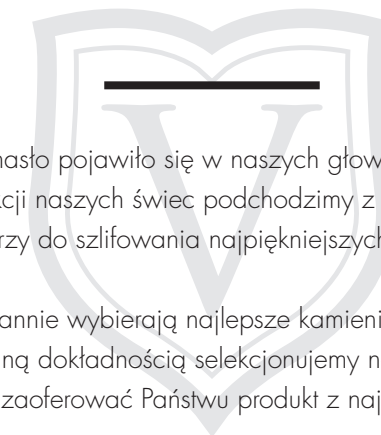 hasło pojawiło się w naszych głow
cji naszych świec podchodzimy z
rzy do szlifowania najpiękniejszych
annie wybierają najlepsze kamieni
ną dokładnością selekcjonujemy n
zaoferować Państwu produkt z naj
V